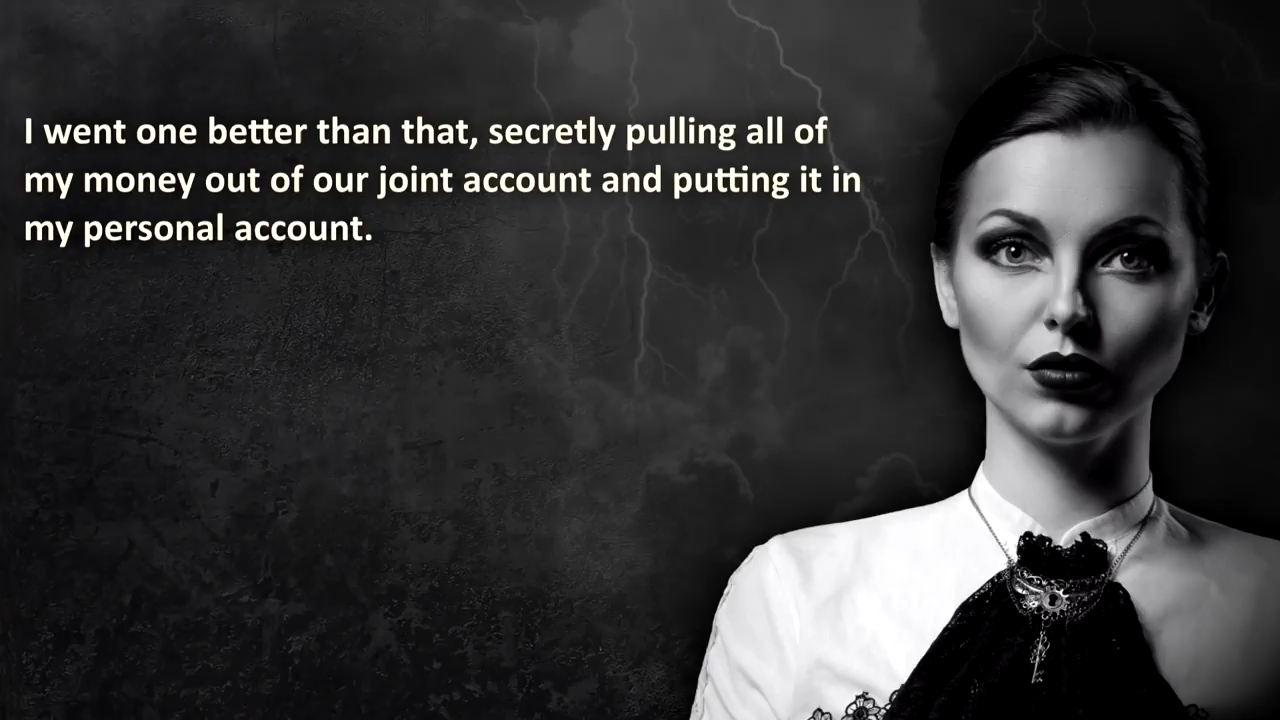 I went one better than that, secretly pulling all of
my money out of our joint account and putting it in
my personal account.